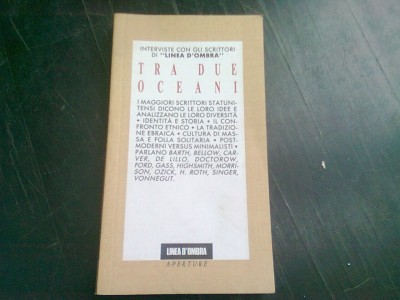 INTERVISTE CON GLI SCRITTORI
DI "LINEA D'OMBRA"
TRA DUE
OCEANI
I MAGGIORI SCRITTORI STATUNI-
TENSI DICONO LE LORO IDEE E
ANALIZZANO LE LORO DIVERSITÀ
• IDENTITÀ E STORIA • IL CON-
FRONTO ETNICO • LA TRADIZIO-
NE EBRAICA • CULTURA DI MAS-
SA E FOLLA SOLITARIA • POST-
MODERNI VERSUS MINIMALISTI •
PARLANO BARTH, BELLOW, CAR-
VER, DE LILLO, DOCTOROW,
FORD, GASS, HIGHSMITH, MORRI-
SON, OZICK, H. ROTH, SINGER,
VONNEGUT.
LINEA D'OMBRA
APERTURE